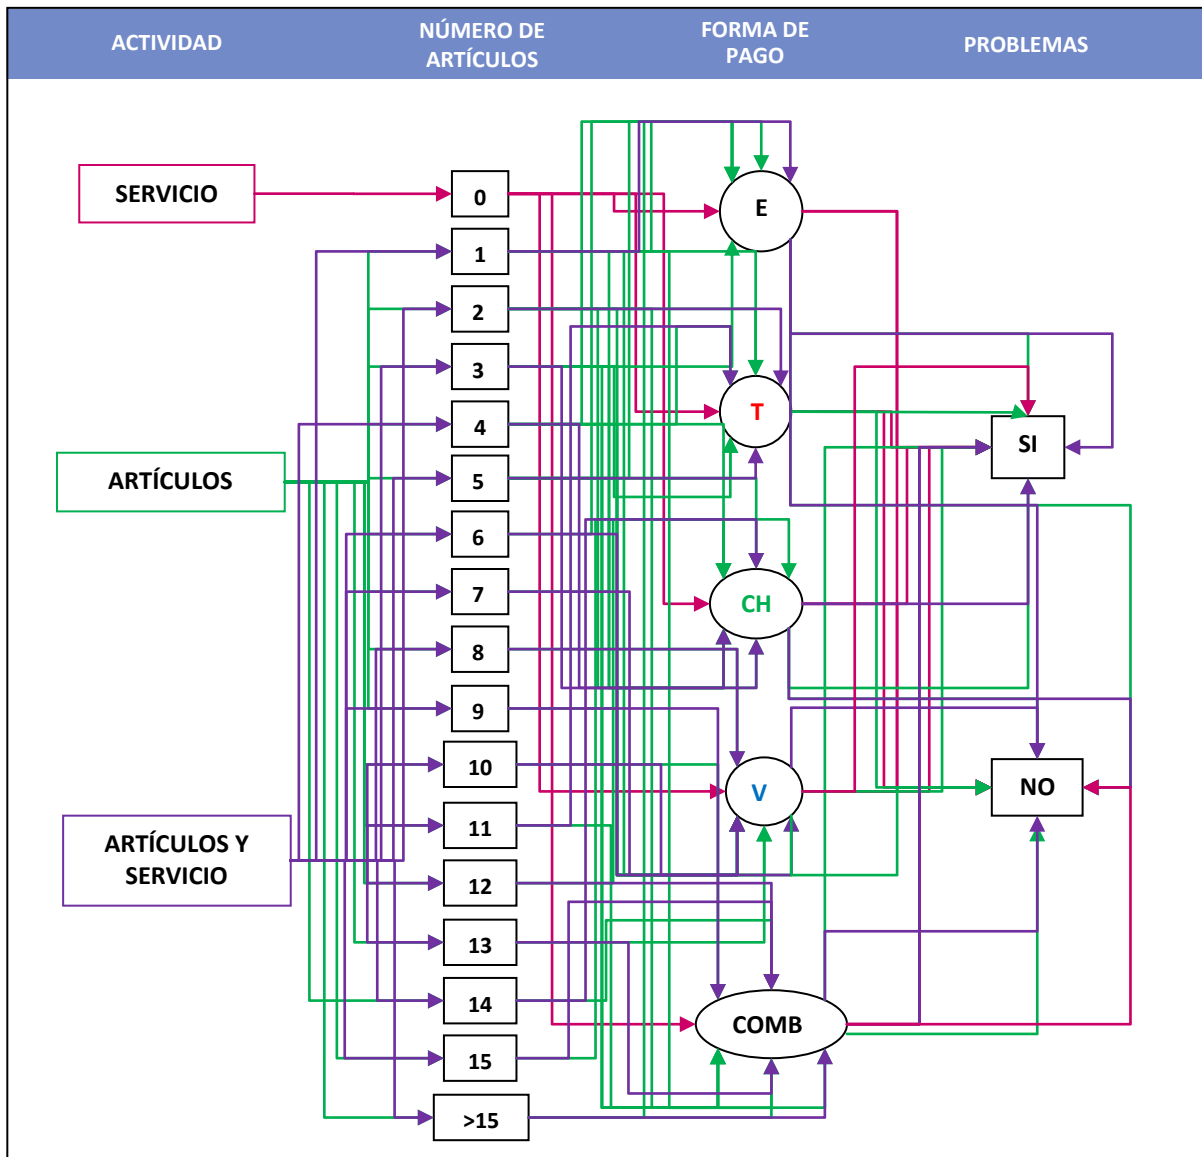 ACTIVIDAD
NÚMERO DE
ARTÍCULOS
FORMA DE
PAGO
PROBLEMAS
SERVICIO
ARTÍCULOS
ARTÍCULOS Y
SERVICIO
0
1
2
3
4
5
6
7
8
9
10
11
12
13
14
15
>15
E
T
CH
V
COMB
SI
NO